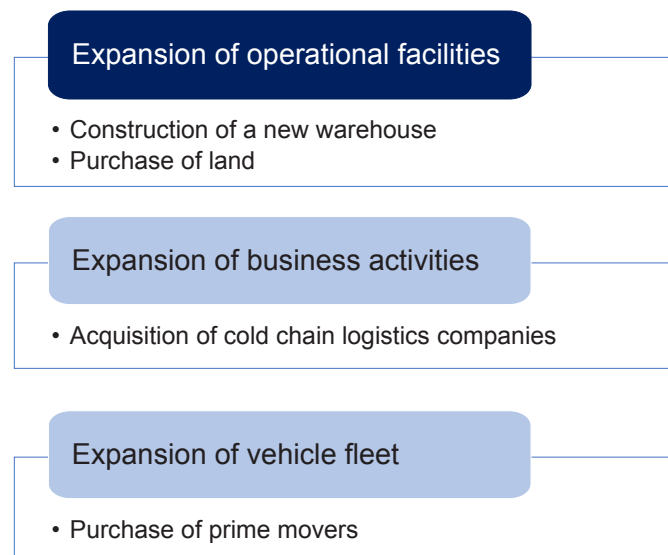 Expansion of operational facilities
• Construction of a new warehouse
• Purchase of land
Expansion of business activities
• Acquisition of cold chain logistics companies
Expansion of vehicle fleet
• Purchase of prime movers